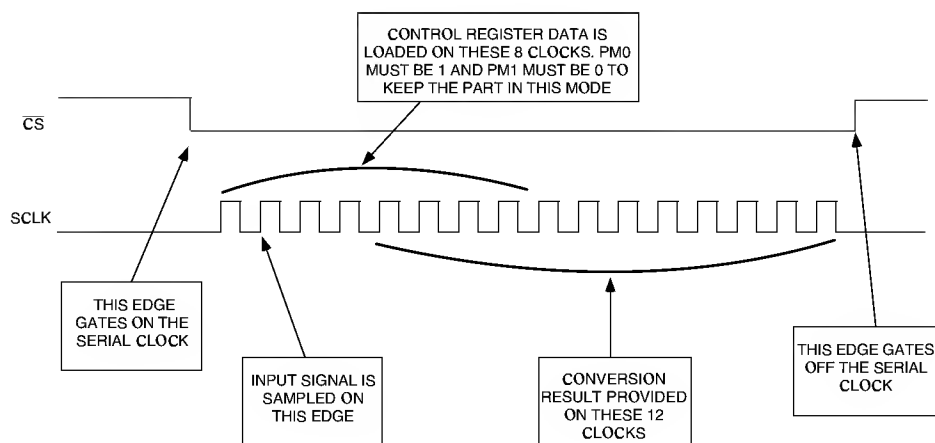 CONTROL REGISTER DATA IS
LOADED ON THESE 8 CLOCKS. PM0
MUST BE 1 AND PM1 MUST BE 0 TO
KEEP THE PART IN THIS MODE
CS
SCLK
THIS EDGE
GATES ON THE
SERIAL CLOCK
INPUT SIGNAL IS
SAMPLED ON
THIS EDGE
CONVERSION
RESULT PROVIDED
ON THESE 12
CLOCKS
THIS EDGE GATES
OFF THE SERIAL
CLOCK